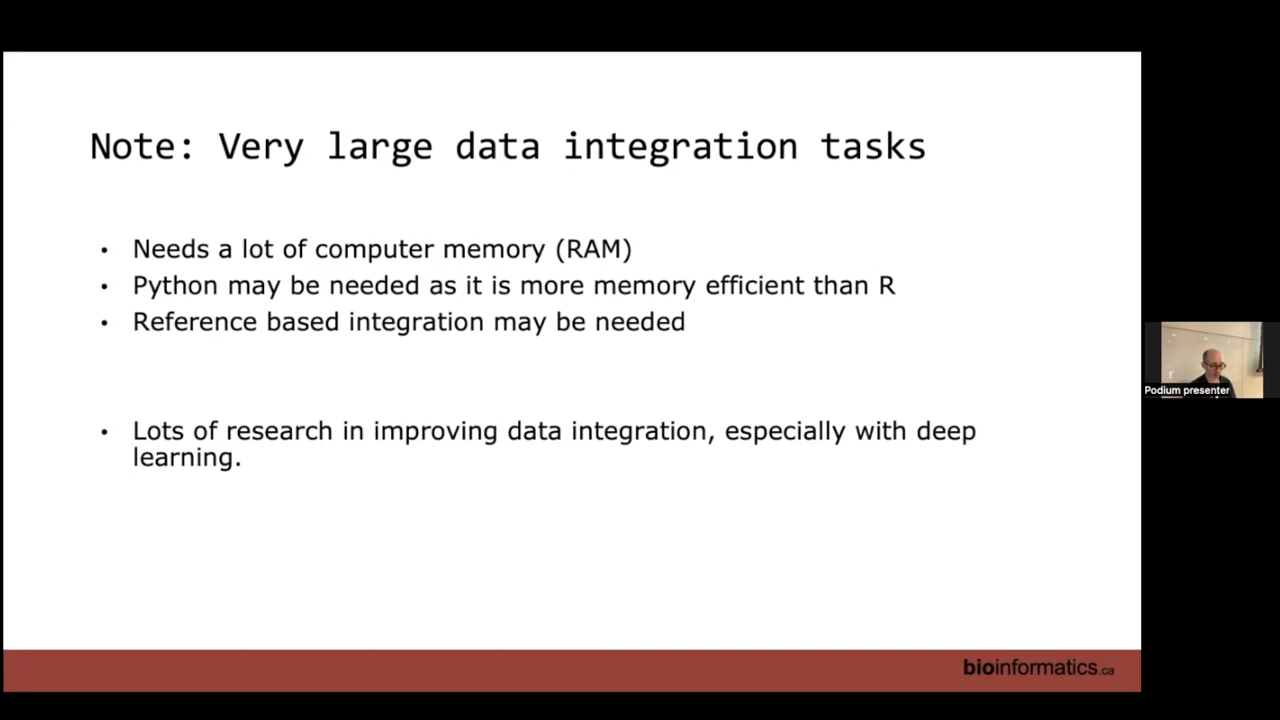 Note: Very large data integration tasks
• Needs a lot of computer memory (RAM)
• Python may be needed as it is more memory efficient than R
• Reference based integration may be needed
• Lots of research in improving data integration, especially with deep
learning.
Podium presenter
bioinformatics.ca